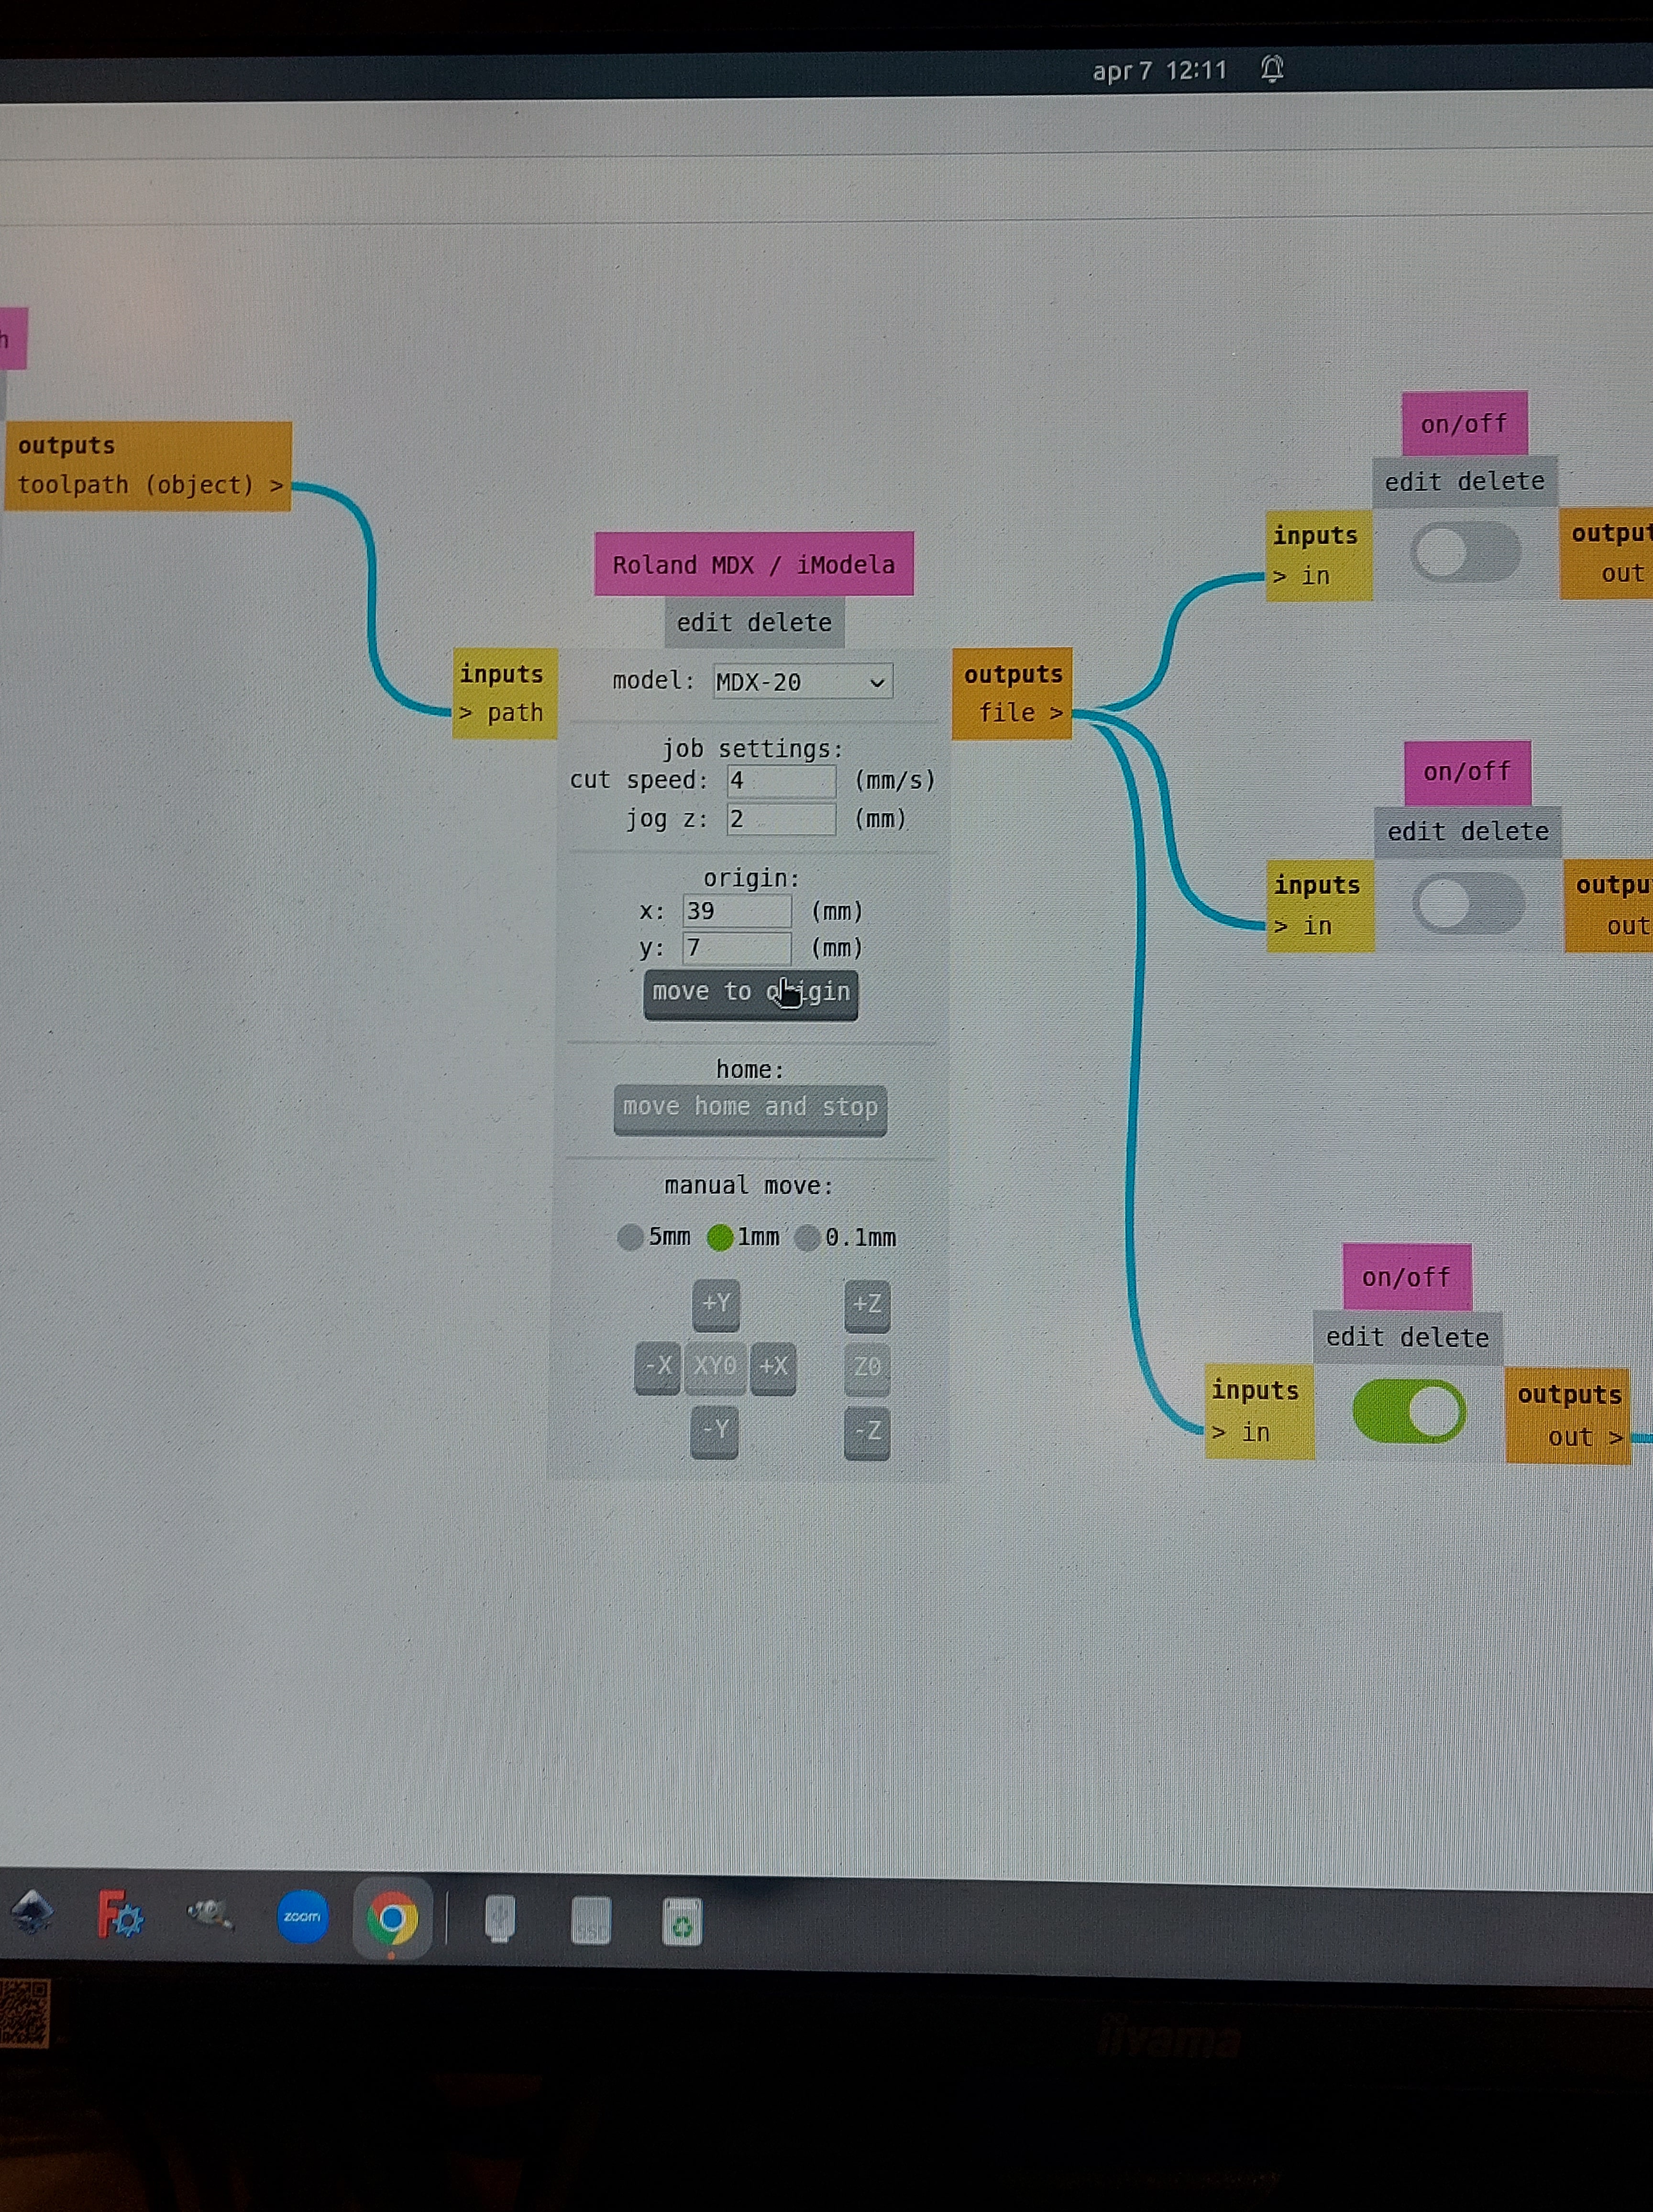 apr 7 12:11
h
outputs
toolpath (object) >
Roland MDX / iModela
edit delete
inputs
> path
model: MDX-20
outputs
file >
job settings:
cut speed: 4 (mm/s)
jog z: 2 (mm)
origin:
x: 39 (mm)
y: 7 (mm)
move to origin
home:
move home and stop
manual move:
5mm 1mm 0.1mm
+Y +Z
-X XY0 +X Z0
-Y -Z
on/off
edit delete
inputs
> in
output
out
on/off
edit delete
inputs
> in
outpu
out
on/off
edit delete
inputs
> in
outputs
out >
zoom
SSD
iiyama